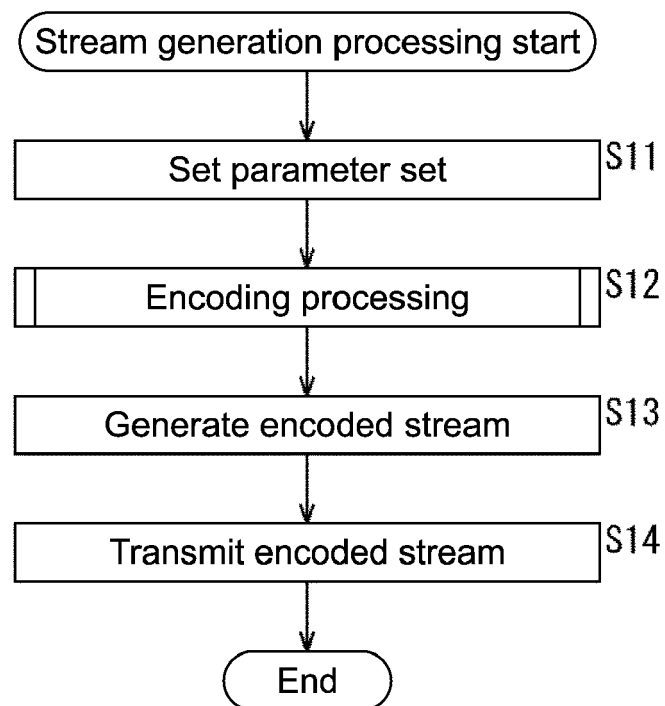 Stream generation processing start
Set parameter set S11
Encoding processing S12
Generate encoded stream S13
Transmit encoded stream S14
End